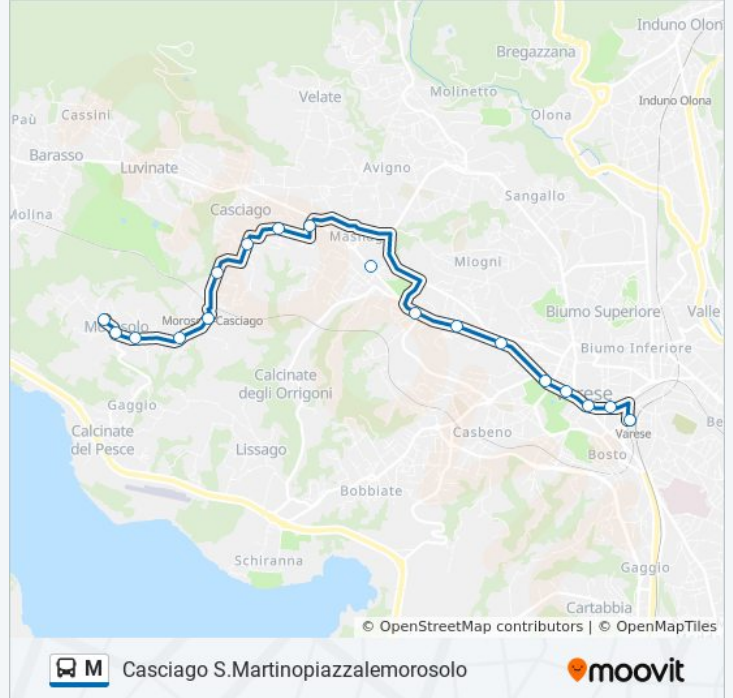 Induno Olon
Bregazzana
Velate
Molinetto
Induno Olona
Cassini
Paù
Olona
Barasso
Luvinate
Avigno
Sangallo
Casciago
Molina
Masnago
Miogni
Biumo Superiore
Valle
Morosolo
Morosolo Casciago
Biumo Inferiore
Calcinate
degli Orrigoni
Varese
Gaggio
Calcinate
del Pesce
Casbeno
Varese
Be
Lissago
Bosto
Bobbiate
Schiranna
Gaggio
Cartabbia
© OpenStreetMap contributors | © OpenMapTiles
M Casciago S.Martinopiazzalemorosolo
moovit